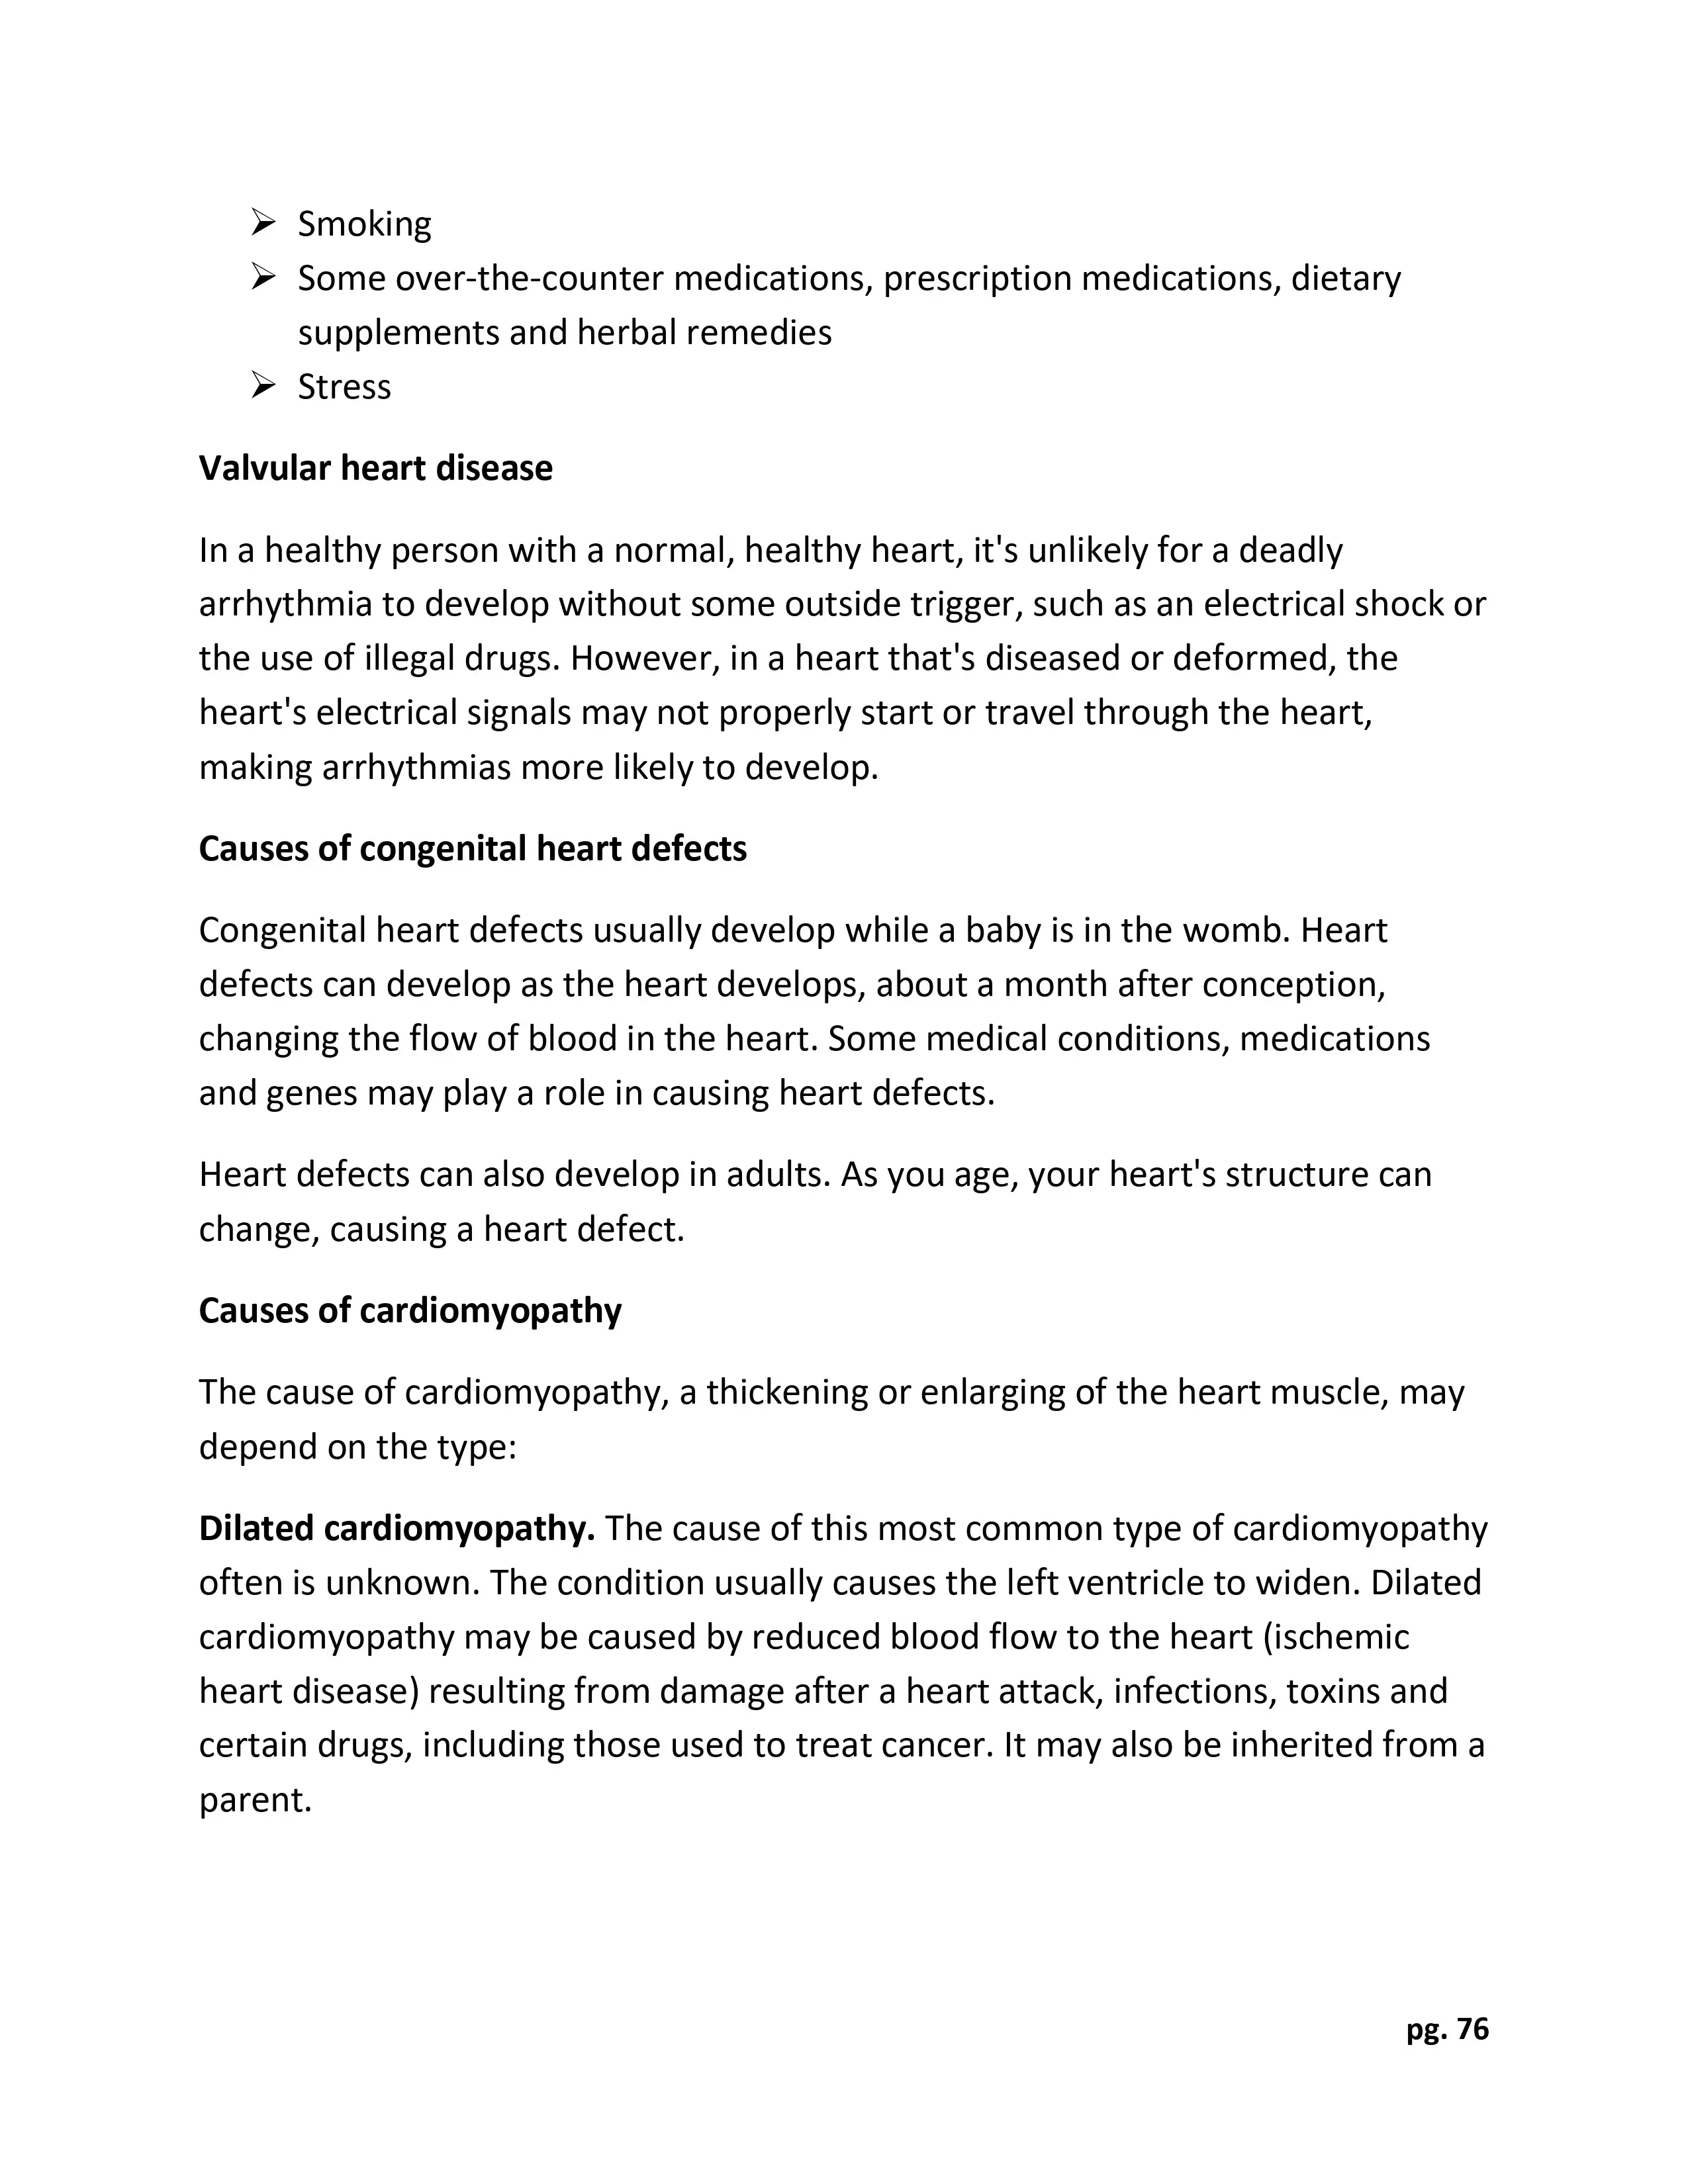 ➢ Smoking
➢ Some over-the-counter medications, prescription medications, dietary
supplements and herbal remedies
➢ Stress
Valvular heart disease
In a healthy person with a normal, healthy heart, it's unlikely for a deadly
arrhythmia to develop without some outside trigger, such as an electrical shock or
the use of illegal drugs. However, in a heart that's diseased or deformed, the
heart's electrical signals may not properly start or travel through the heart,
making arrhythmias more likely to develop.
Causes of congenital heart defects
Congenital heart defects usually develop while a baby is in the womb. Heart
defects can develop as the heart develops, about a month after conception,
changing the flow of blood in the heart. Some medical conditions, medications
and genes may play a role in causing heart defects.
Heart defects can also develop in adults. As you age, your heart's structure can
change, causing a heart defect.
Causes of cardiomyopathy
The cause of cardiomyopathy, a thickening or enlarging of the heart muscle, may
depend on the type:
Dilated cardiomyopathy. The cause of this most common type of cardiomyopathy
often is unknown. The condition usually causes the left ventricle to widen. Dilated
cardiomyopathy may be caused by reduced blood flow to the heart (ischemic
heart disease) resulting from damage after a heart attack, infections, toxins and
certain drugs, including those used to treat cancer. It may also be inherited from a
parent.
pg. 76